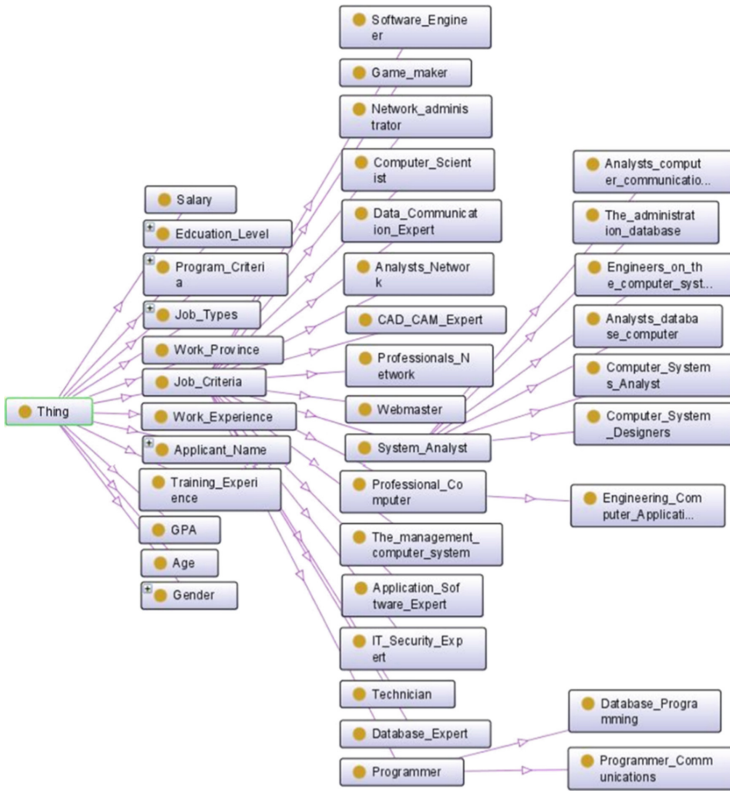 Thing
Salary
Edcuation_Level
Program_Criteri
a
Job_Types
Work_Province
Job_Criteria
Work_Experience
Applicant_Name
Training_Experi
ence
GPA
Age
Gender
Software_Engine
er
Game_maker
Network_adminis
trator
Computer_Scient
ist
Data_Communicat
ion_Expert
Analysts_Networ
k
CAD_CAM_Expert
Professionals_N
etwork
Webmaster
System_Analyst
Professional_Co
mputer
The_management_
computer_system
Application_Sof
tware_Expert
IT_Security_Exp
ert
Technician
Database_Expert
Programmer
Analysts_comput
er_communicatio...
The_administrat
ion_database
Engineers_on_th
e_computer_syst...
Analysts_databa
se_computer
Computer_System
s_Analyst
Computer_System
_Designers
Engineering_Com
puter_Applicati...
Database_Progra
mming
Programmer_Comm
unications